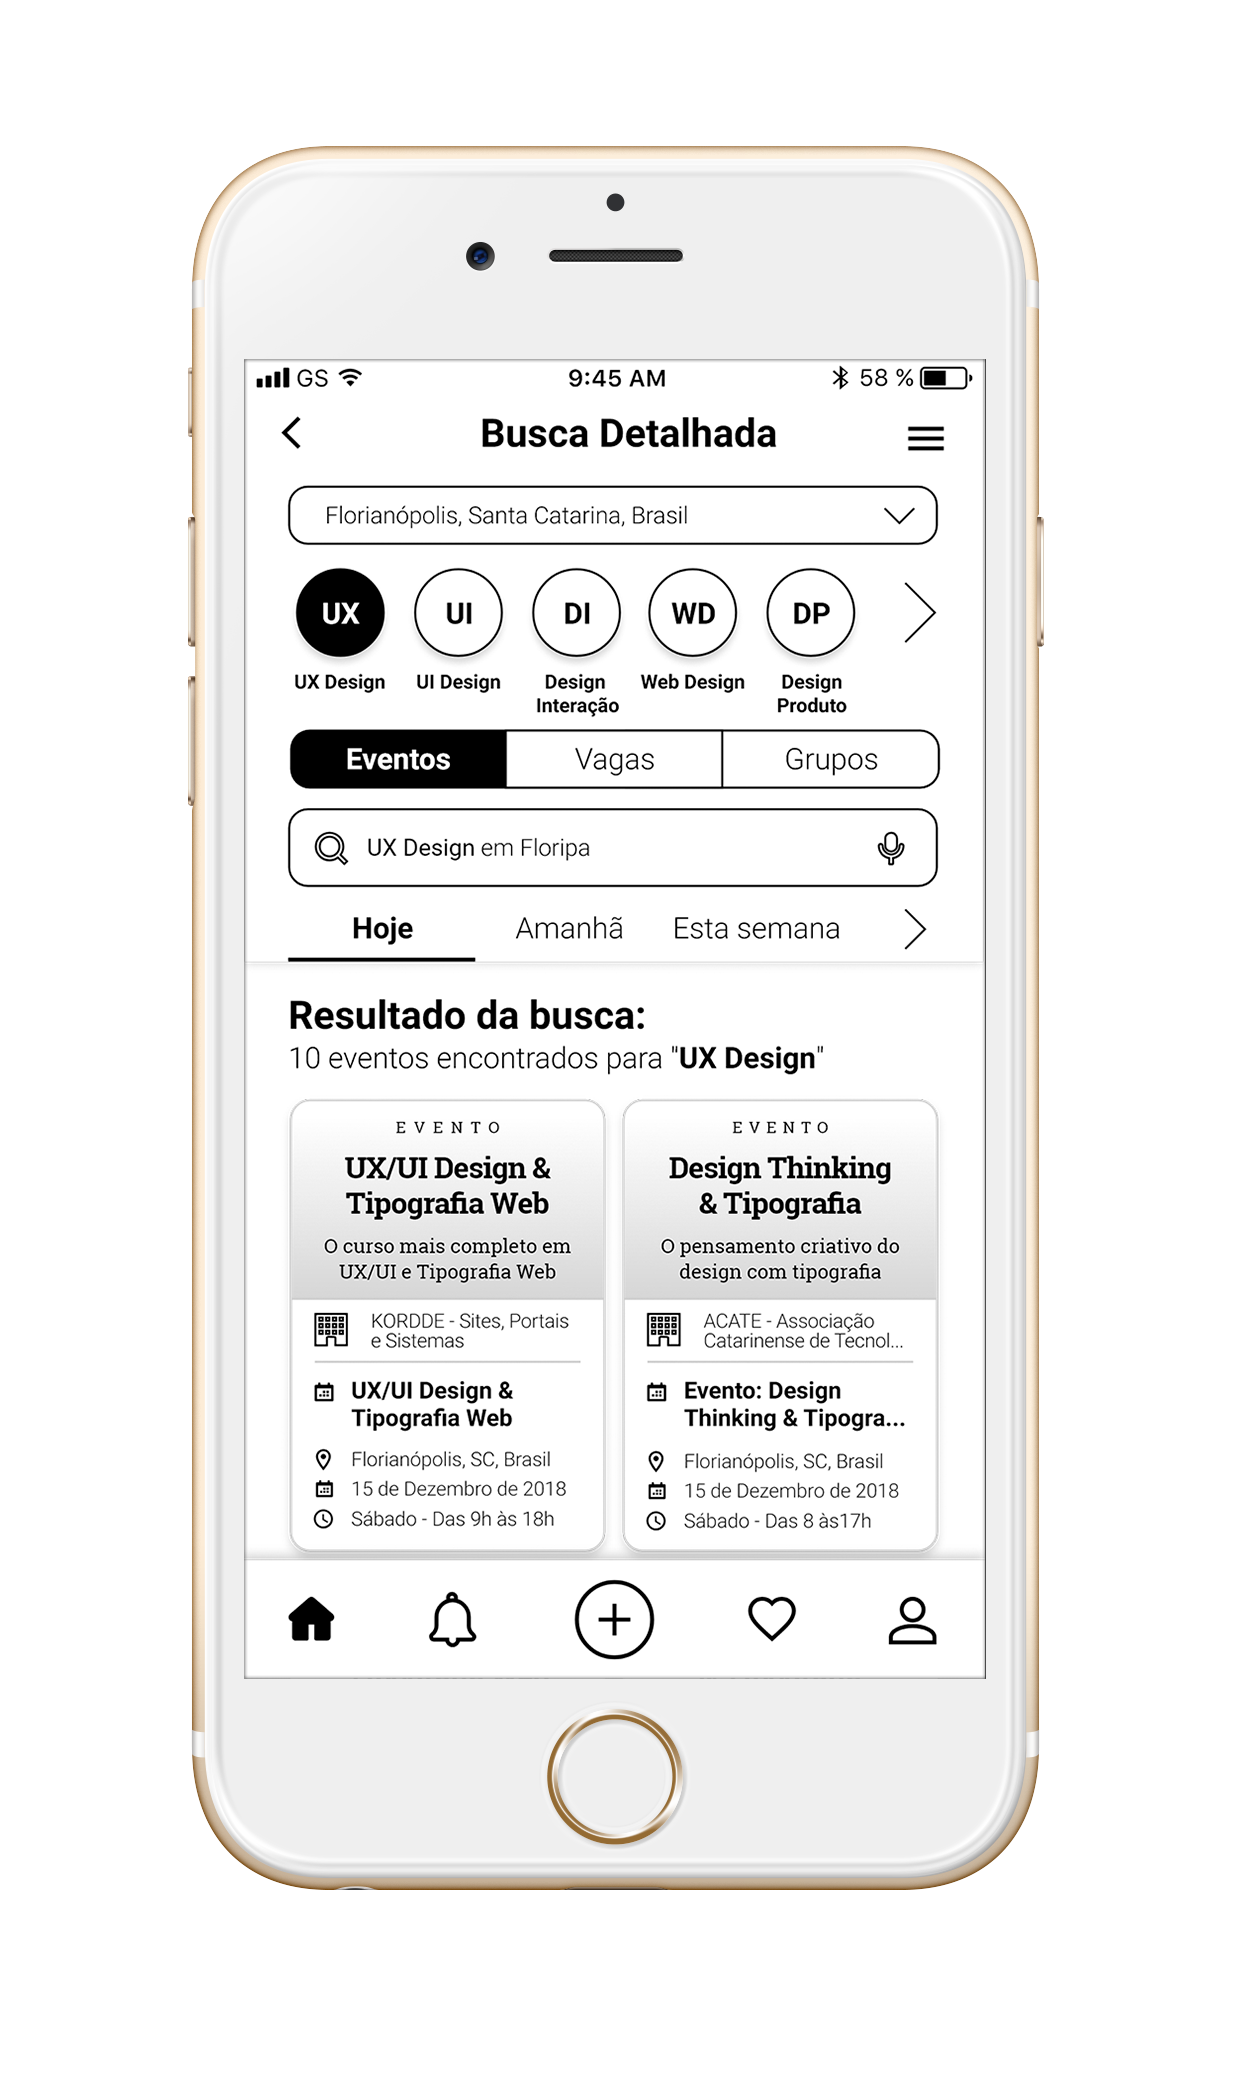 GS 9:45 AM 58 %
Busca Detalhada
Florianópolis, Santa Catarina, Brasil
UX UI DI WD DP
UX Design UI Design Design Interação Web Design Design Produto
Eventos Vagas Grupos
UX Design em Floripa
Hoje Amanhã Esta semana
Resultado da busca:
10 eventos encontrados para "UX Design"
EVENTO
UX/UI Design &
Tipografia Web
O curso mais completo em
UX/UI e Tipografia Web
KORDDE - Sites, Portais
e Sistemas
UX/UI Design &
Tipografia Web
Florianópolis, SC, Brasil
15 de Dezembro de 2018
Sábado - Das 9h às 18h
EVENTO
Design Thinking
& Tipografia
O pensamento criativo do
design com tipografia
ACATE - Associação
Catarinense de Tecnol...
Evento: Design
Thinking & Tipogra...
Florianópolis, SC, Brasil
15 de Dezembro de 2018
Sábado - Das 8 às17h